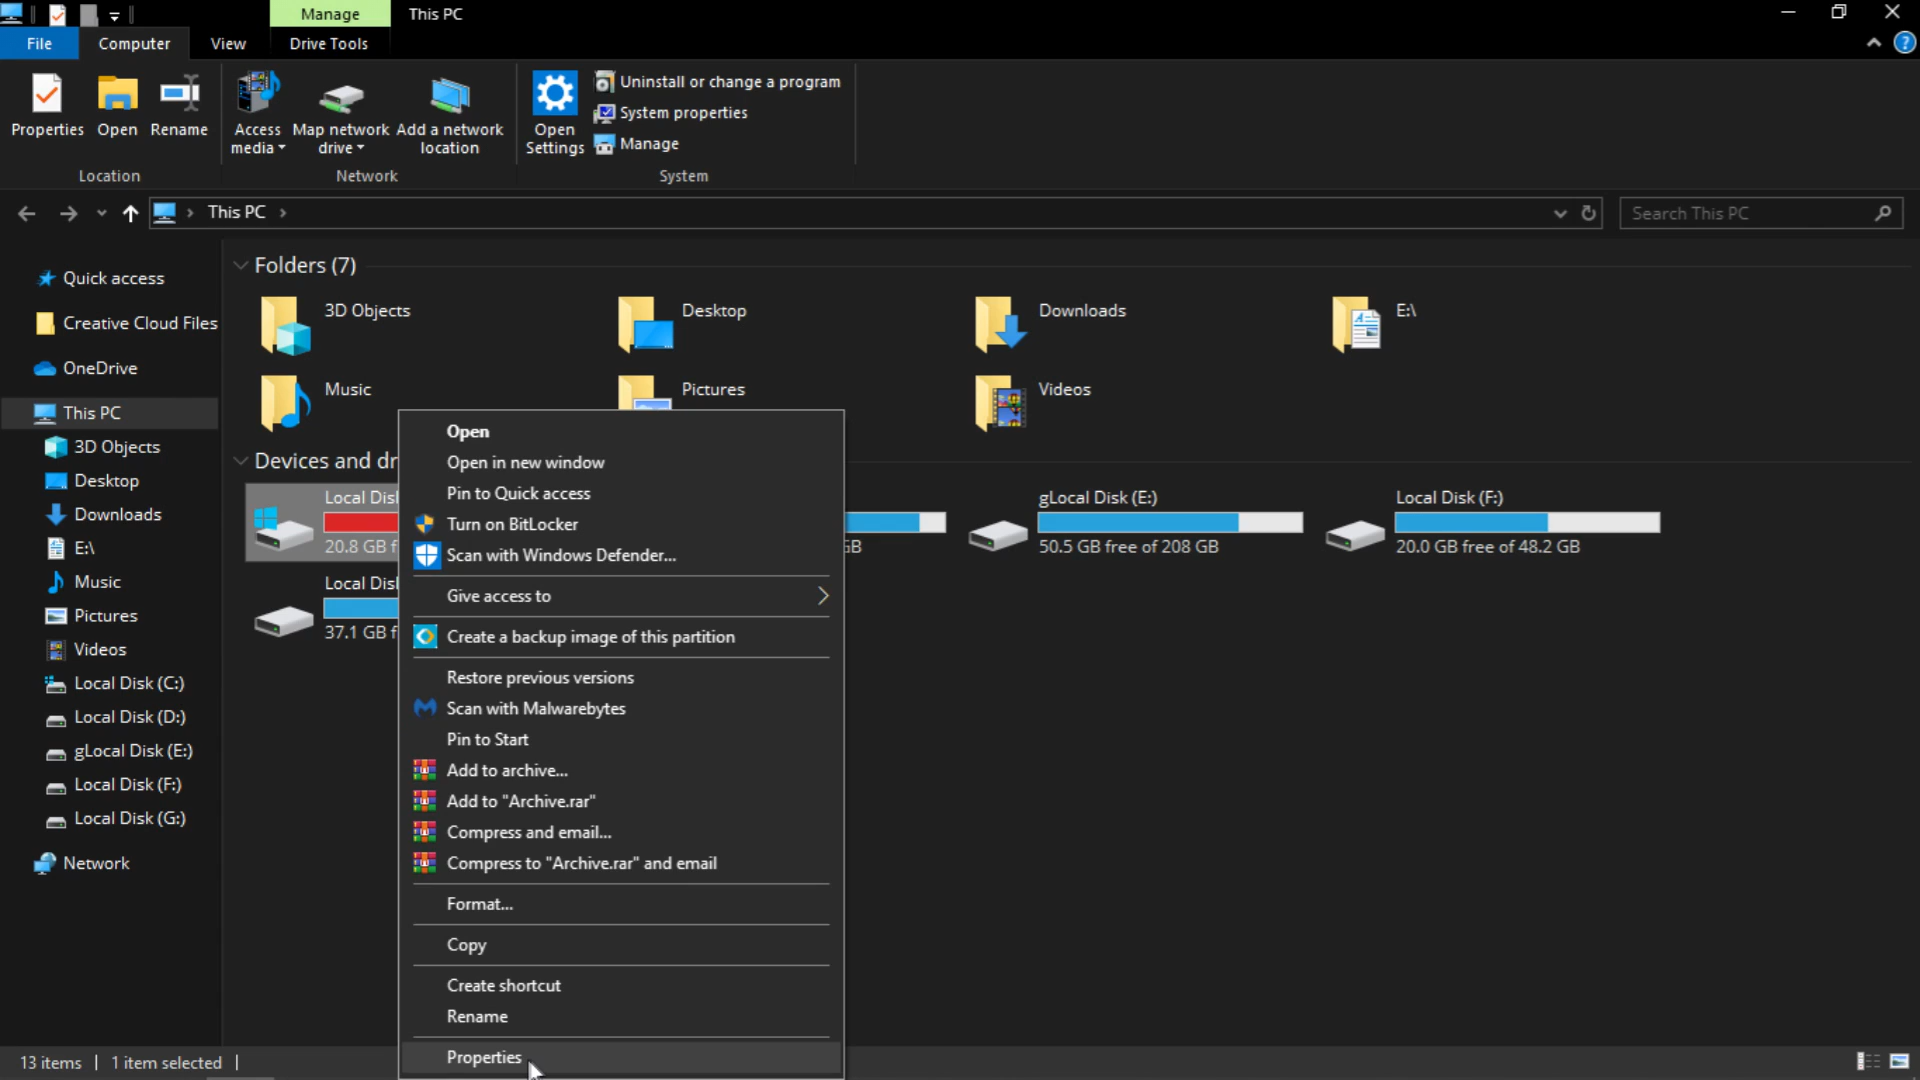 Manage
This PC
File
Computer
View
Drive Tools
Properties
Open
Rename
Access
media
Map network
drive
Add a network
location
Open
Settings
Uninstall or change a program
System properties
Manage
Location
Network
System
This PC
Search This PC
Quick access
Creative Cloud Files
OneDrive
This PC
3D Objects
Desktop
Downloads
E:\
Music
Pictures
Videos
Local Disk (C:)
Local Disk (D:)
gLocal Disk (E:)
Local Disk (F:)
Local Disk (G:)
Network
Folders (7)
3D Objects
Desktop
Downloads
E:\
Music
Pictures
Videos
Devices and dr
Local Dis
20.8 GB f
GB
gLocal Disk (E:)
50.5 GB free of 208 GB
Local Disk (F:)
20.0 GB free of 48.2 GB
Local Dis
37.1 GB f
Open
Open in new window
Pin to Quick access
Turn on BitLocker
Scan with Windows Defender...
Give access to
Create a backup image of this partition
Restore previous versions
Scan with Malwarebytes
Pin to Start
Add to archive...
Add to "Archive.rar"
Compress and email...
Compress to "Archive.rar" and email
Format...
Copy
Create shortcut
Rename
Properties
13 items
1 item selected